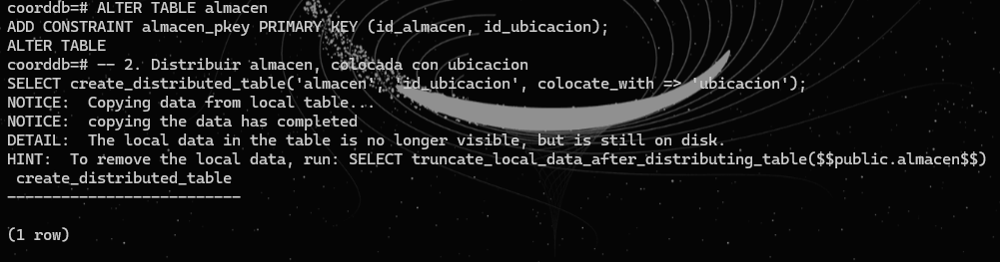 coorddb=# ALTER TABLE almacen
ADD CONSTRAINT almacen_pkey PRIMARY KEY (id_almacen, id_ubicacion);
ALTER TABLE
coorddb=# -- 2. Distribuir almacen, colocada con ubicacion
SELECT create_distributed_table('almacen', 'id_ubicacion', colocate_with => 'ubicacion');
NOTICE:  Copying data from local table...
NOTICE:  copying the data has completed
DETAIL:  The local data in the table is no longer visible, but is still on disk.
HINT:  To remove the local data, run: SELECT truncate_local_data_after_distributing_table($$public.almacen$$)
 create_distributed_table
--------------------------
(1 row)